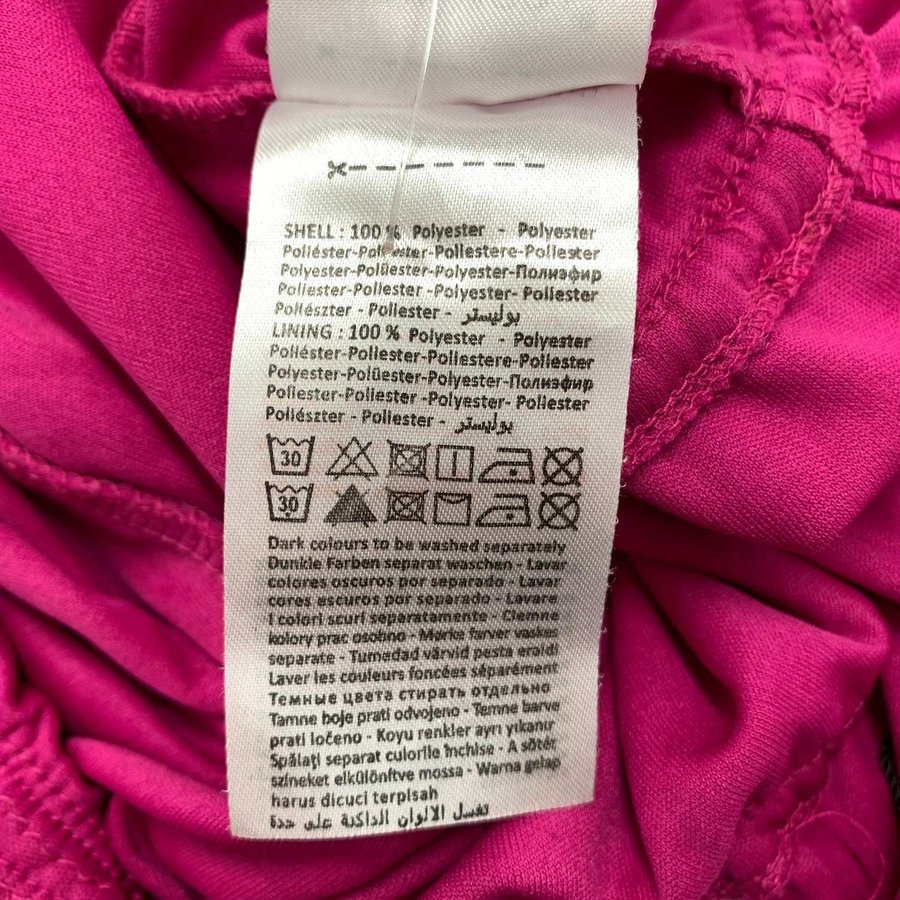 SHELL : 100 % Polyester - Polyester
Poliéster-Poliester-Poliestere-Poliester
Polyester-Polüester-Polyester-Полиэфир
Poliester-Poliester -Polyester- Poliester
Poliészter - Poliester - بوليستر
LINING : 100 % Polyester - Polyester
Poliéster-Poliester-Poliestere-Poliester
Polyester-Polüester-Polyester-Полиэфир
Poliester-Poliester -Polyester- Poliester
Poliészter - Poliester - بوليستر
30
30
Dark colours to be washed separately
Dunkle Farben separat waschen - Lavar
colores oscuros por separado - Lavar
cores escuros por separado - Lavare
I colori scuri separatamente - Ciemne
kolory prac osobno - Mørke farver vaskes
separate - Tumedad värvid pesta eraldi
Laver les couleurs foncées séparément
Темные цвета стирать отдельно
Tamne boje prati odvojeno - Temne barve
prati ločeno - Koyu renkler ayrı yıkanır
Spălați separat culorile închise - A sötét
színeket elkülönítve mossa - Warna gelap
harus dicuci terpisah
تغسل الالوان الداكنة على حدة